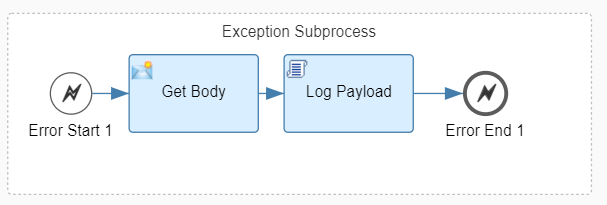 Exception Subprocess
Get Body
Log Payload
Error Start 1
Error End 1